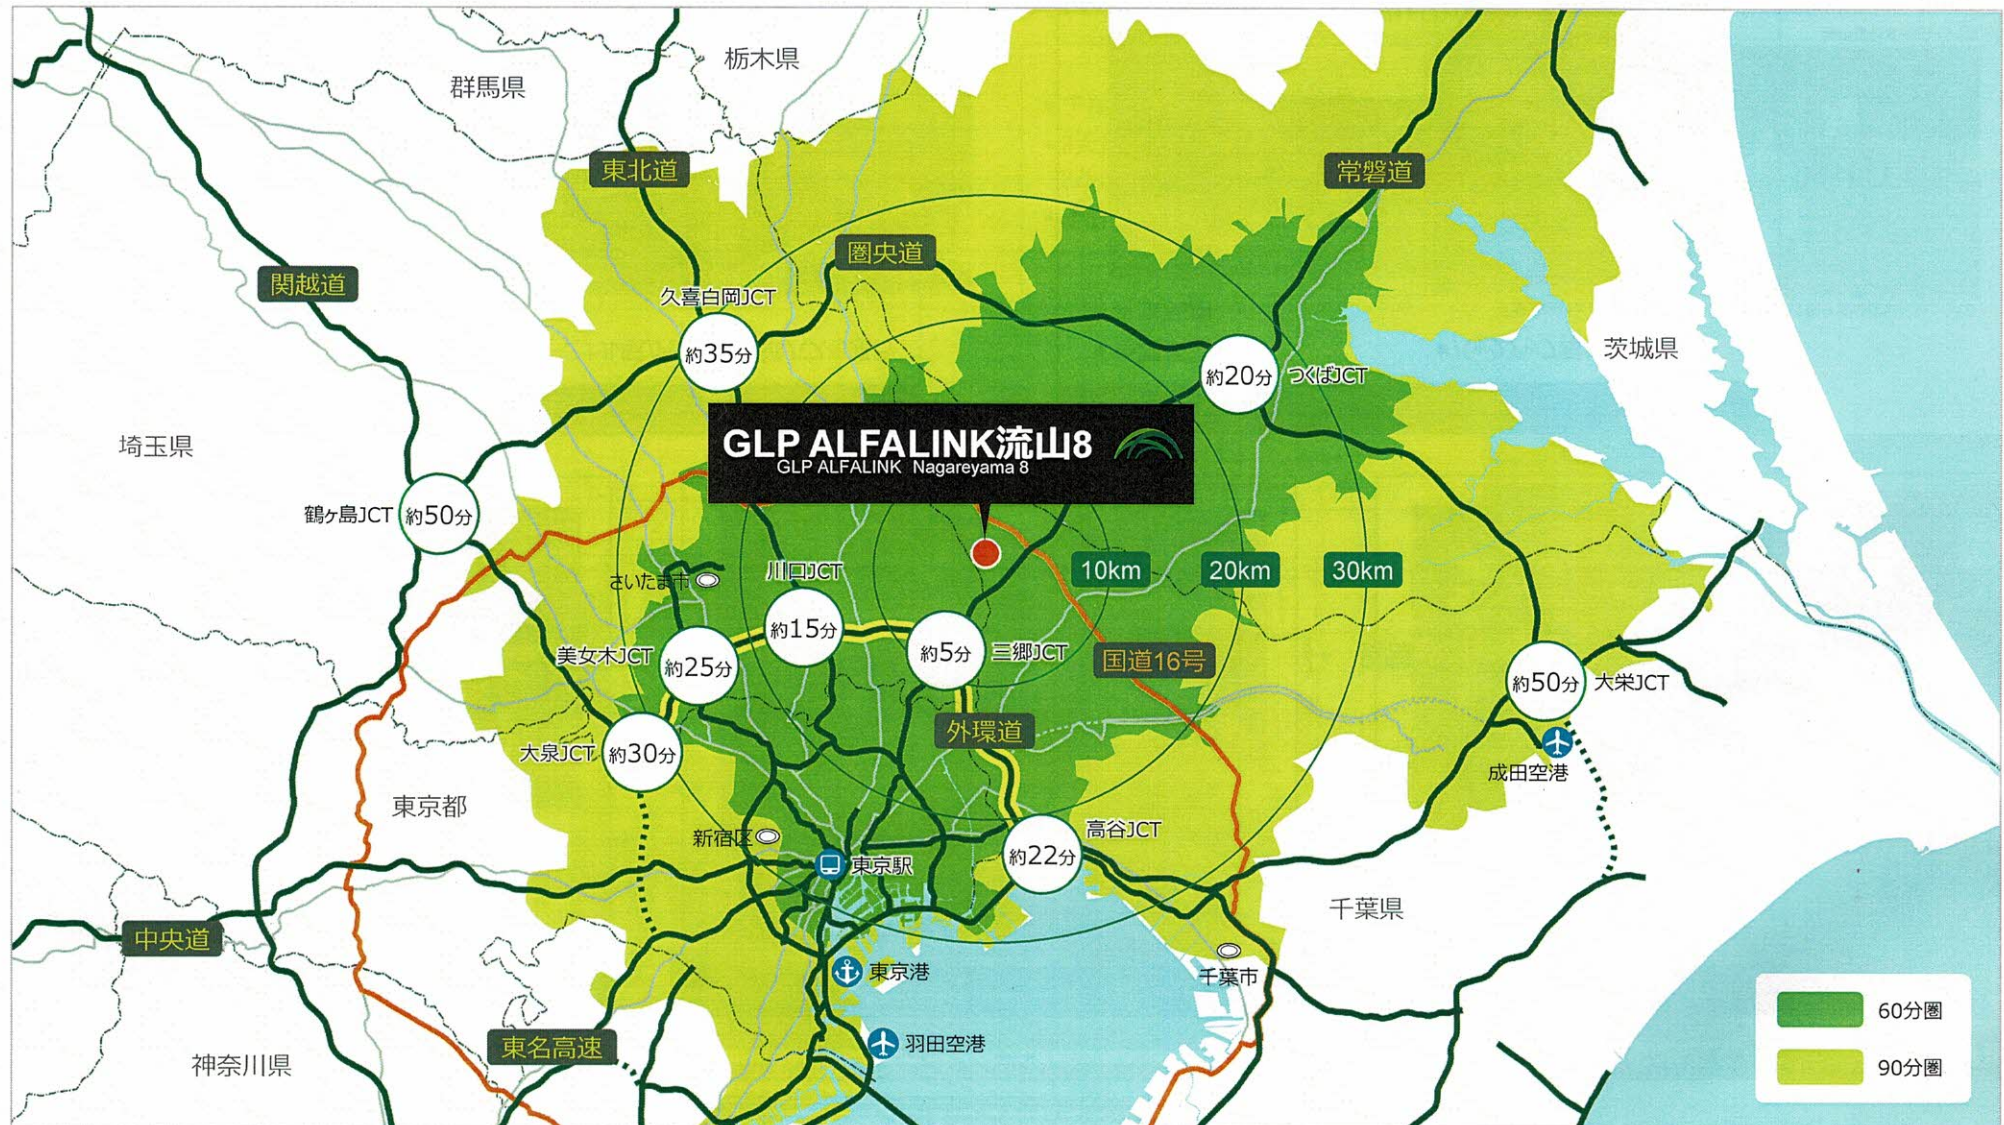 栃木県
群馬県
東北道
常磐道
圏央道
関越道
久喜白岡JCT
約35分
約20分
つくばJCT
茨城県
埼玉県
GLP ALFALINK流山8
GLP ALFALINK Nagareyama 8
鶴ヶ島JCT
約50分
さいたま市
川口JCT
10km
20km
30km
約15分
美女木JCT
約25分
約5分
三郷JCT
国道16号
約50分
大栄JCT
外環道
大泉JCT
約30分
成田空港
東京都
新宿区
東京駅
約22分
高谷JCT
千葉県
中央道
東京港
千葉市
羽田空港
東名高速
神奈川県
60分圏
90分圏